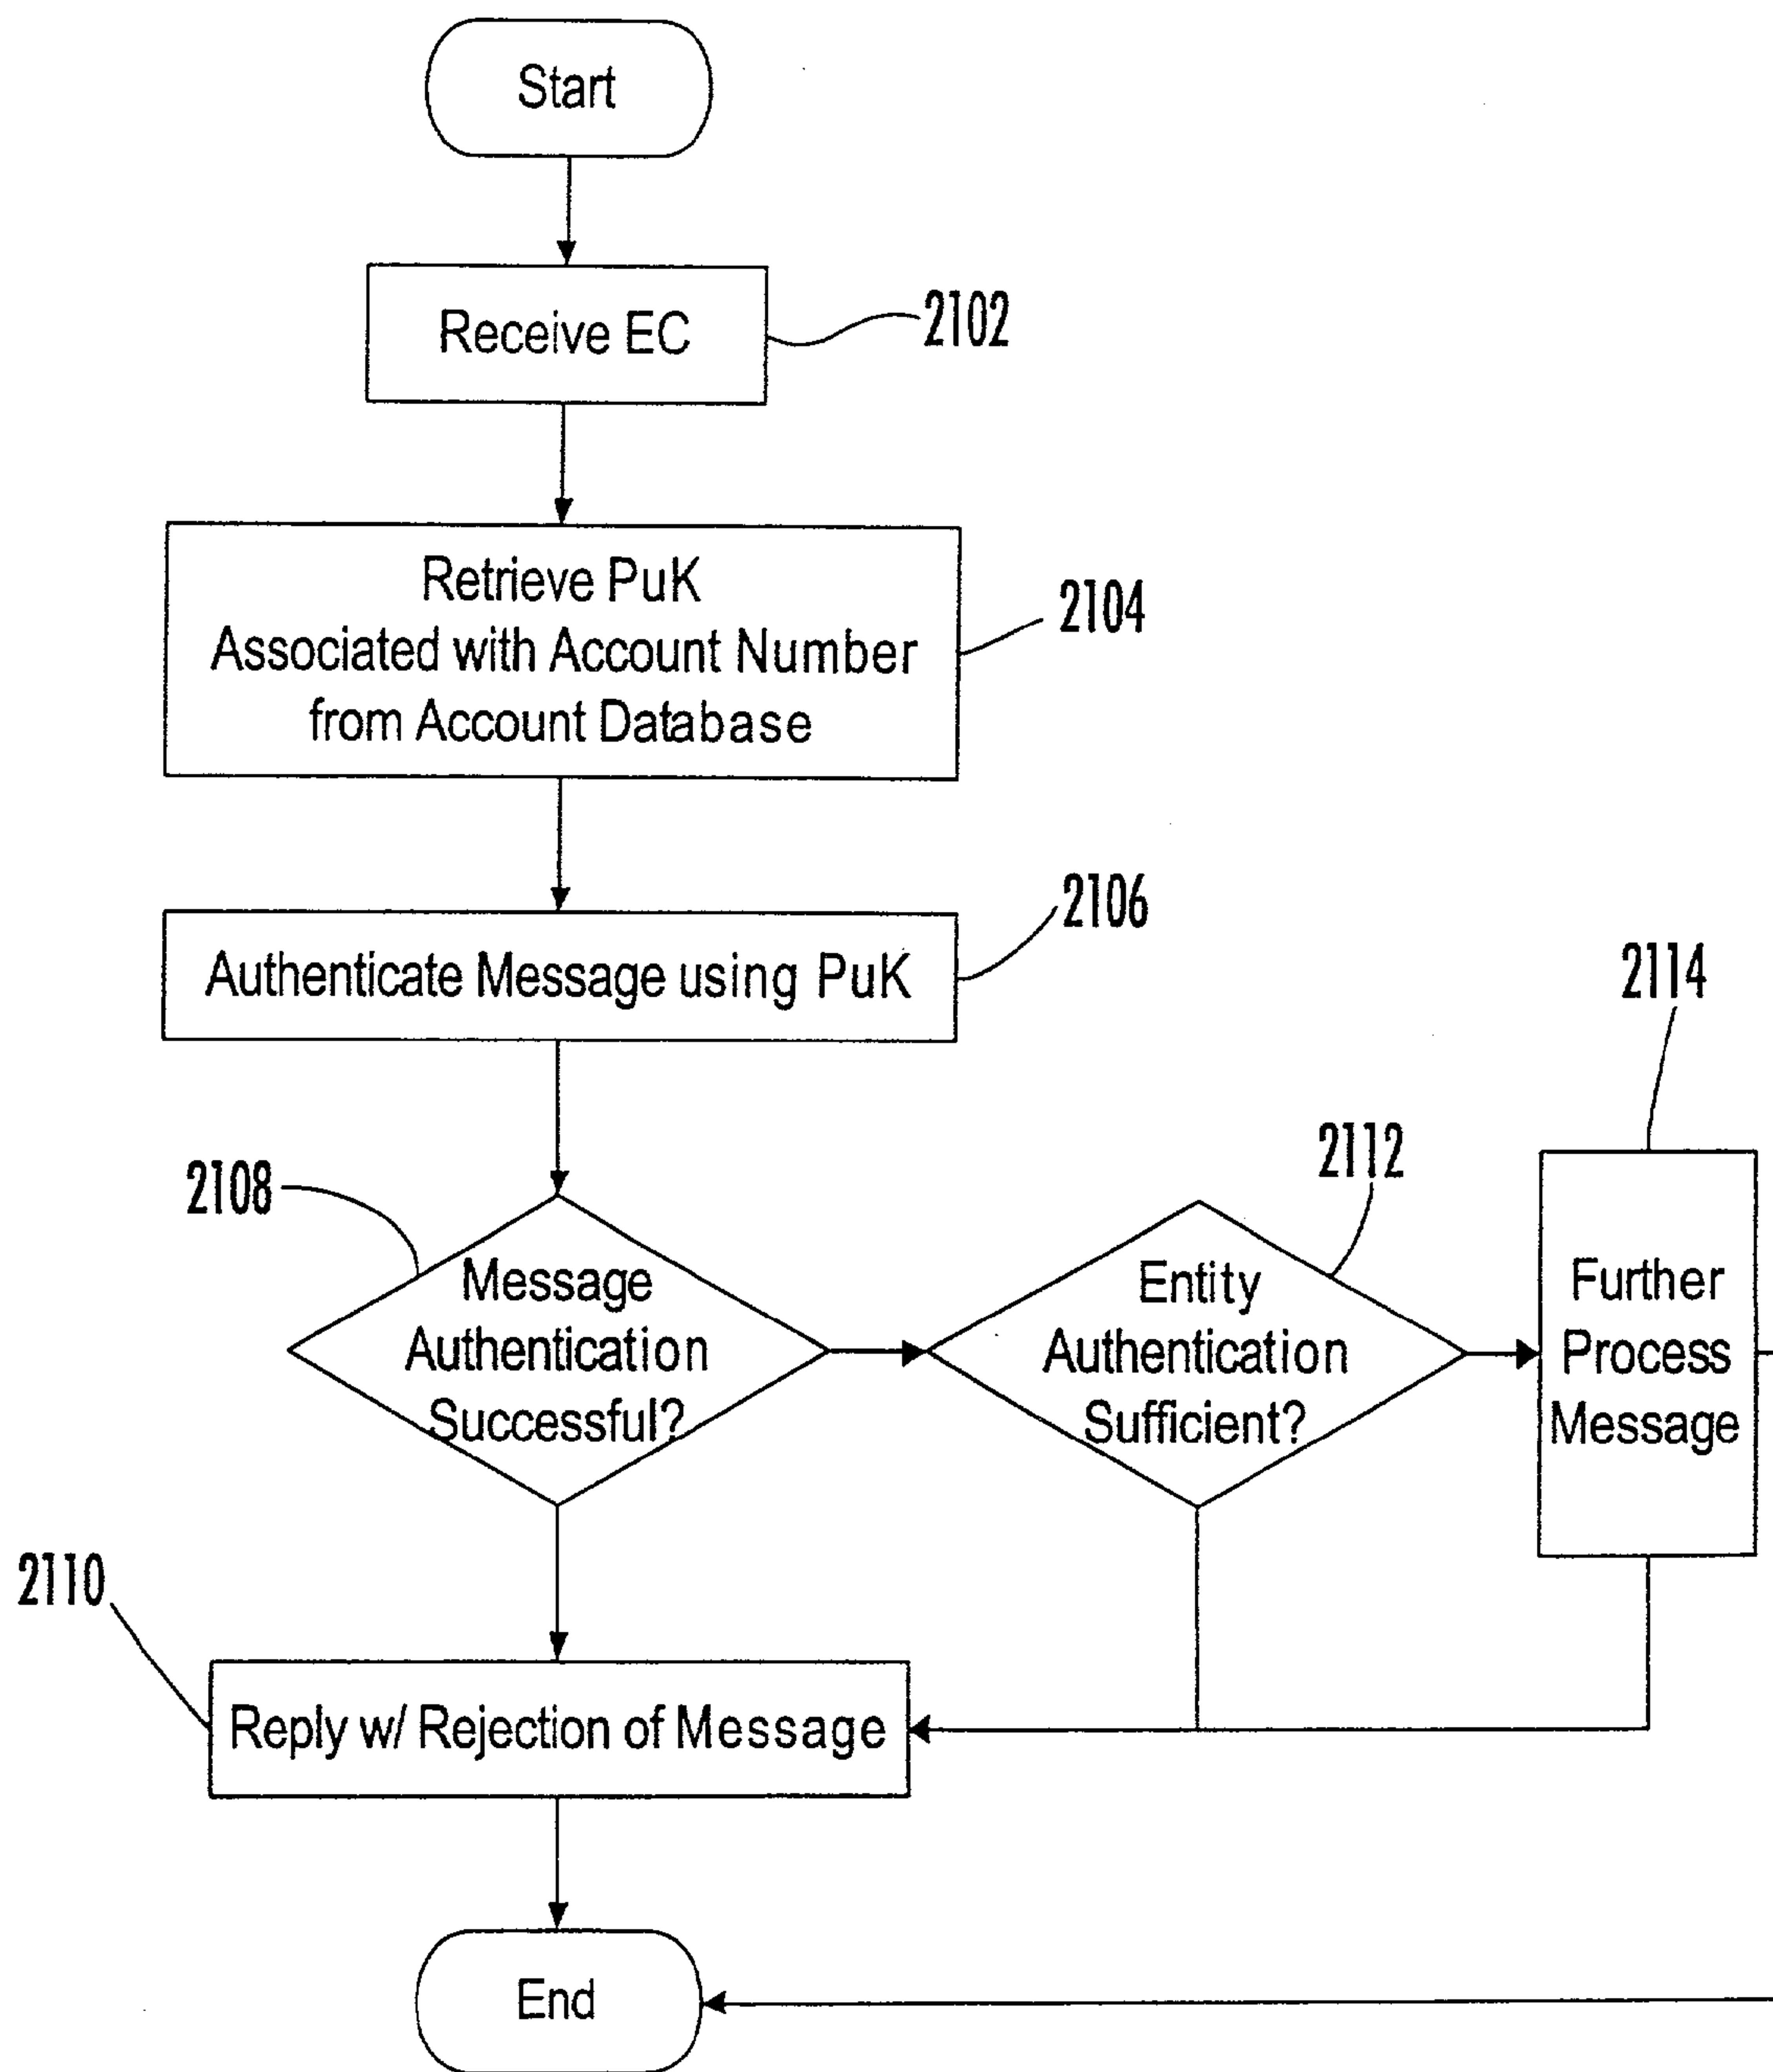 Start
Receive EC
2102
Retrieve PuK
Associated with Account Number
from Account Database
2104
Authenticate Message using PuK
2106
2108
Message
Authentication
Successful?
2112
Entity
Authentication
Sufficient?
2114
Further
Process
Message
2110
Reply w/ Rejection of Message
End